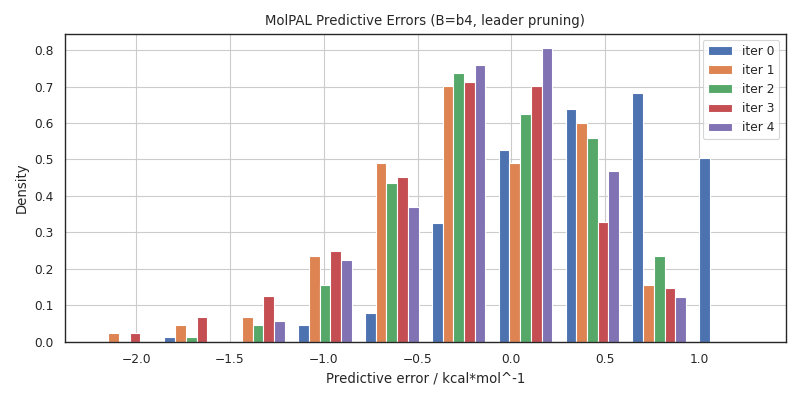 MolPAL Predictive Errors (B=b4, leader pruning)
iter 0
iter 1
iter 2
iter 3
iter 4
Density
0.8
0.7
0.6
0.5
0.4
0.3
0.2
0.1
0.0
−2.0 −1.5 −1.0 −0.5 0.0 0.5 1.0
Predictive error / kcal*mol^-1